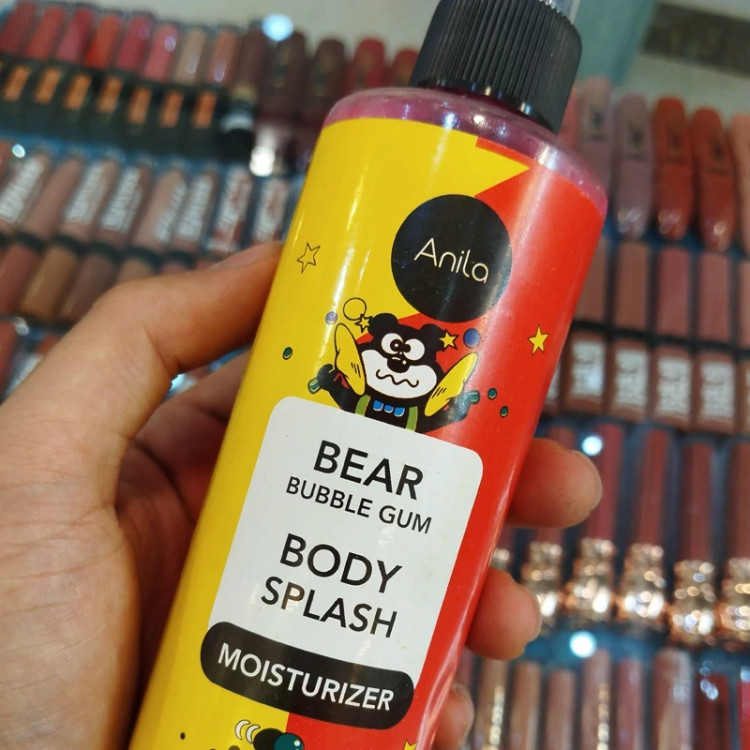 Anila
BEAR
BUBBLE GUM
BODY
SPLASH
MOISTURIZER